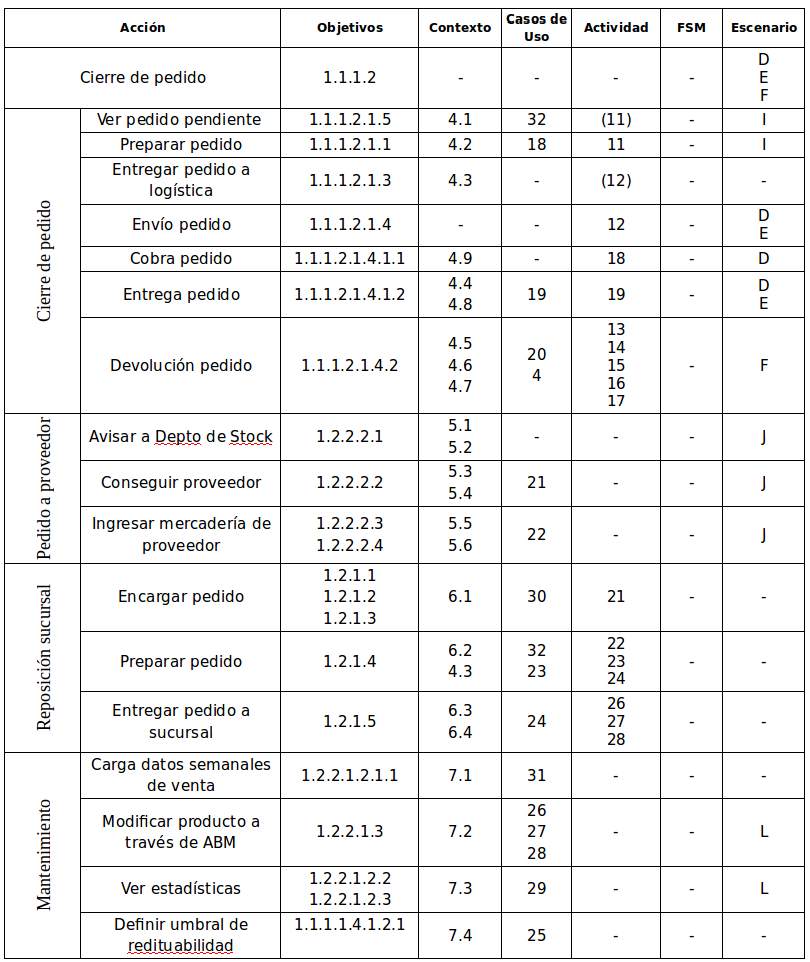 Acción Objetivos Contexto Casos de Uso Actividad FSM Escenario
Cierre de pedido 1.1.1.2 - - - - D E F
Cierre de pedido
Ver pedido pendiente 1.1.1.2.1.5 4.1 32 (11) - I
Preparar pedido 1.1.1.2.1.1 4.2 18 11 - I
Entregar pedido a logística 1.1.1.2.1.3 4.3 - (12) - -
Envío pedido 1.1.1.2.1.4 - - 12 - D E
Cobra pedido 1.1.1.2.1.4.1.1 4.9 - 18 - D
Entrega pedido 1.1.1.2.1.4.1.2 4.4 4.8 19 19 - D E
Devolución pedido 1.1.1.2.1.4.2 4.5 4.6 4.7 20 4 13 14 15 16 17 - F
Pedido a proveedor
Avisar a Depto de Stock 1.2.2.2.1 5.1 5.2 - - - J
Conseguir proveedor 1.2.2.2.2 5.3 5.4 21 - - J
Ingresar mercadería de proveedor 1.2.2.2.3 1.2.2.2.4 5.5 5.6 22 - - J
Reposición sucursal
Encargar pedido 1.2.1.1 1.2.1.2 1.2.1.3 6.1 30 21 - -
Preparar pedido 1.2.1.4 6.2 4.3 32 23 22 23 24 - -
Entregar pedido a sucursal 1.2.1.5 6.3 6.4 24 26 27 28 - -
Mantenimiento
Carga datos semanales de venta 1.2.2.1.2.1.1 7.1 31 - - -
Modificar producto a través de ABM 1.2.2.1.3 7.2 26 27 28 - - L
Ver estadísticas 1.2.2.1.2.2 1.2.2.1.2.3 7.3 29 - - L
Definir umbral de redituabilidad 1.1.1.1.4.1.2.1 7.4 25 - - -